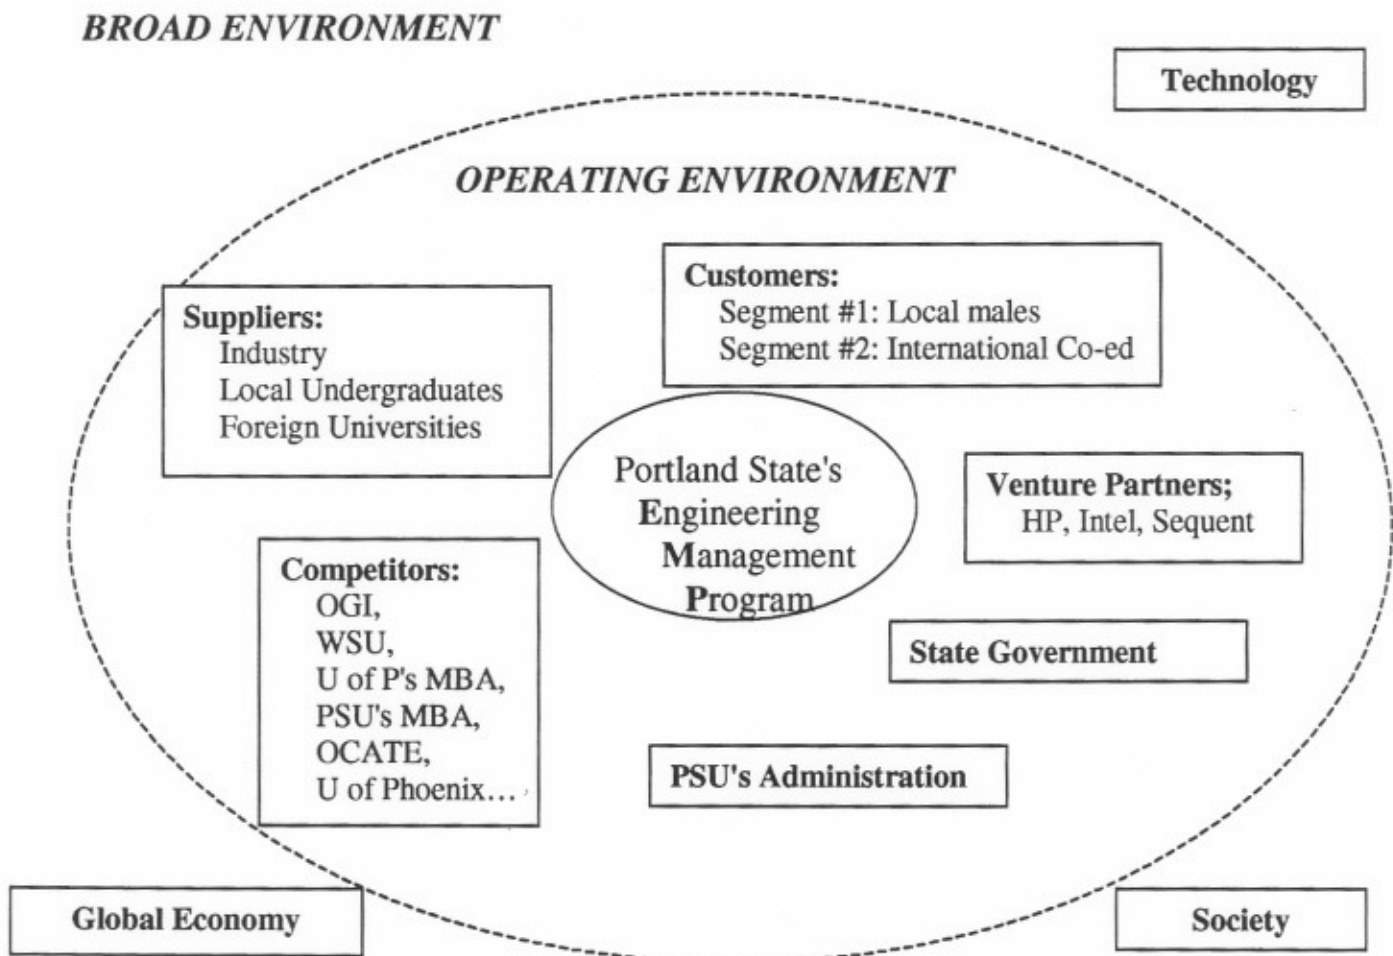 BROAD ENVIRONMENT
Technology
OPERATING ENVIRONMENT
Customers:
Segment #1: Local males
Segment #2: International Co-ed
Suppliers:
Industry
Local Undergraduates
Foreign Universities
Portland State's
Engineering
Management
Program
Venture Partners;
HP, Intel, Sequent
Competitors:
OGI,
WSU,
U of P's MBA,
PSU's MBA,
OCATE,
U of Phoenix...
State Government
PSU's Administration
Global Economy
Society